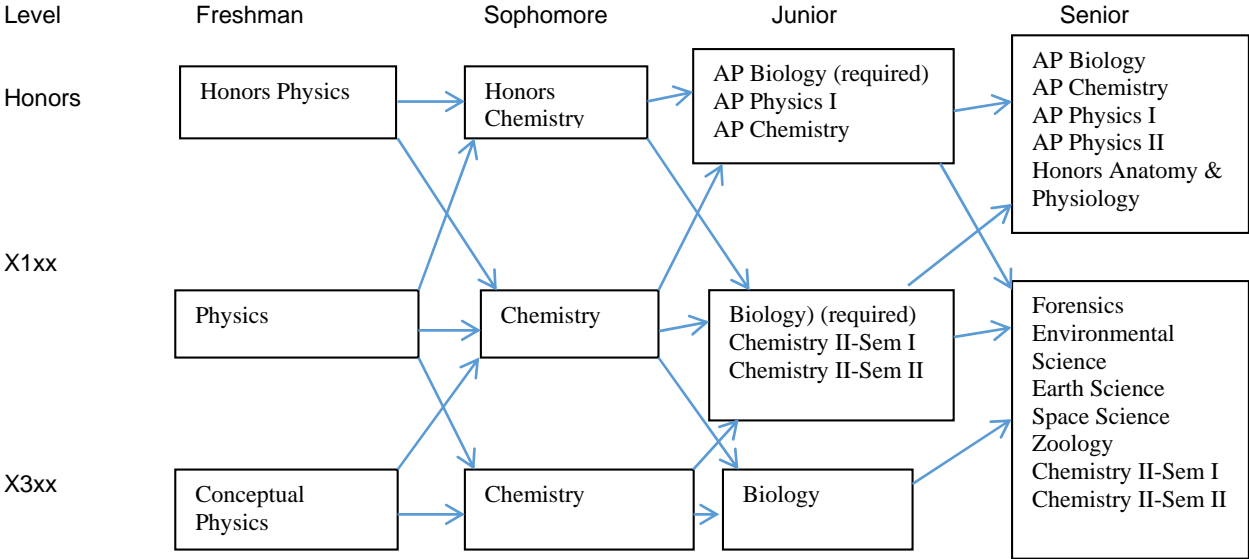 Level Freshman Sophomore Junior Senior
Honors
Honors Physics
Honors
Chemistry
AP Biology (required)
AP Physics I
AP Chemistry
AP Biology
AP Chemistry
AP Physics I
AP Physics II
Honors Anatomy &
Physiology
X1xx
Physics
Chemistry
Biology) (required)
Chemistry II-Sem I
Chemistry II-Sem II
Forensics
Environmental
Science
Earth Science
Space Science
Zoology
Chemistry II-Sem I
Chemistry II-Sem II
X3xx
Conceptual
Physics
Chemistry
Biology